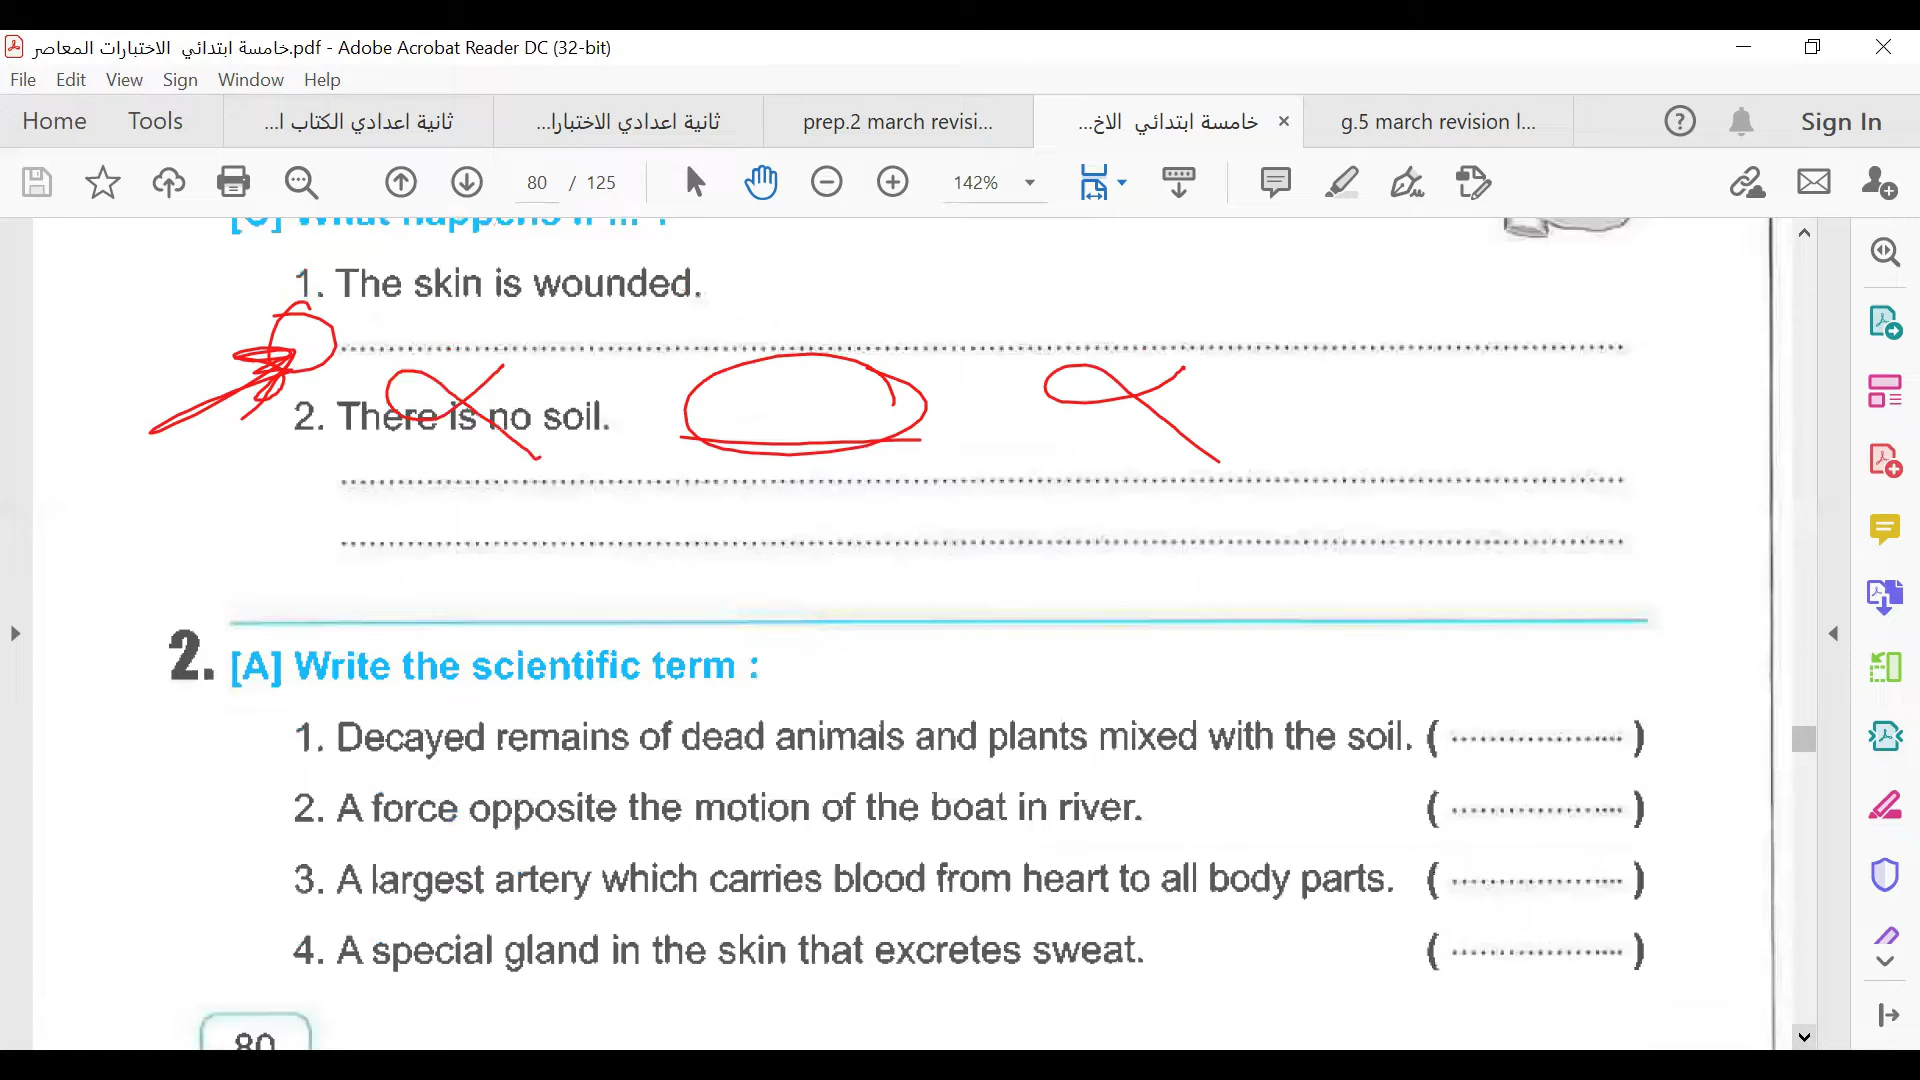 خامسة ابتدائي الاختبارات المعاصر.pdf - Adobe Acrobat Reader DC (32-bit)
File Edit View Sign Window Help
Home Tools ثانية اعدادي الكتاب ا... ثانية اعدادي الاختبارا... prep.2 march revisi... خامسة ابتدائي الاخ... × g.5 march revision l... Sign In
80 / 125 142%
[C] What happens if ... ?
1. The skin is wounded.
2. There is no soil.
2. [A] Write the scientific term :
1. Decayed remains of dead animals and plants mixed with the soil. (..................)
2. A force opposite the motion of the boat in river. (..................)
3. A largest artery which carries blood from heart to all body parts. (..................)
4. A special gland in the skin that excretes sweat. (..................)
80